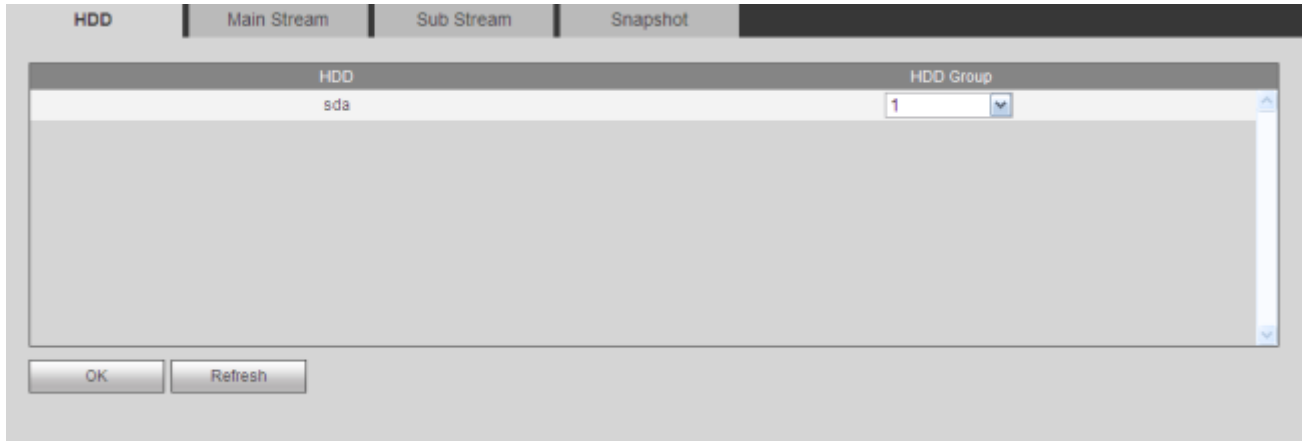 HDD Main Stream Sub Stream Snapshot
HDD HDD Group
sda 1
OK Refresh